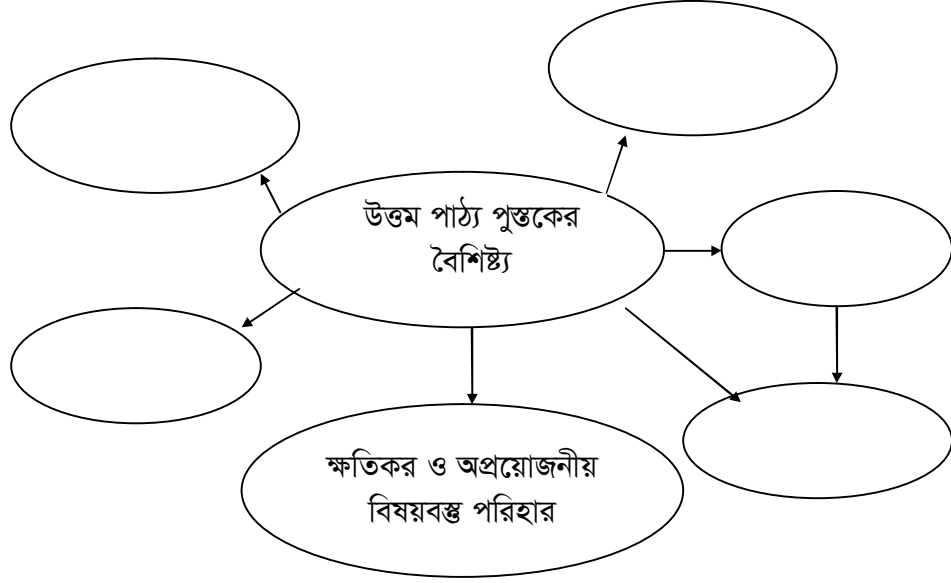 উত্তম পাঠ্য পুস্তকের
বৈশিষ্ট্য
ক্ষতিকর ও অপ্রয়োজনীয়
বিষয়বস্তু পরিহার